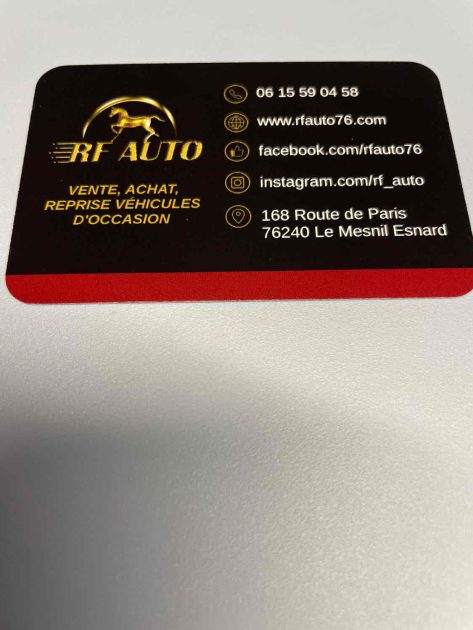 RF AUTO
VENTE, ACHAT,
REPRISE VÉHICULES
D'OCCASION
06 15 59 04 58
www.rfauto76.com
facebook.com/rfauto76
instagram.com/rf_auto
168 Route de Paris
76240 Le Mesnil Esnard